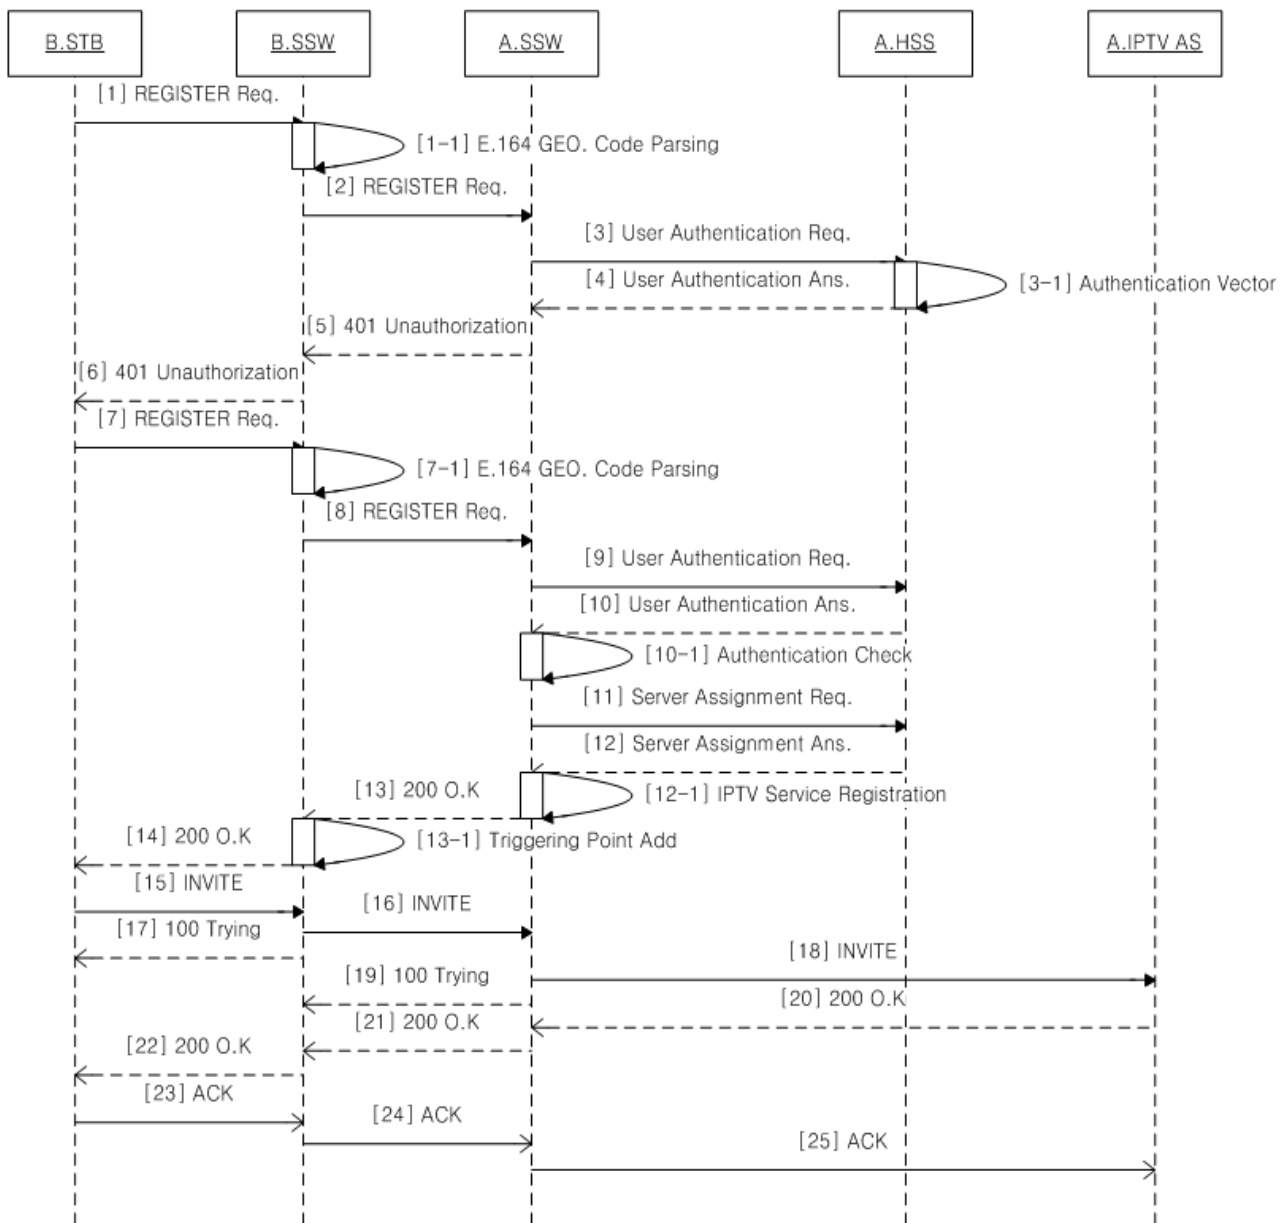 B.STB
B.SSW
A.SSW
A.HSS
A.IPTV AS
[1] REGISTER Req.
[1-1] E.164 GEO. Code Parsing
[2] REGISTER Req.
[3] User Authentication Req.
[4] User Authentication Ans.
[3-1] Authentication Vector
[5] 401 Unauthorization
[6] 401 Unauthorization
[7] REGISTER Req.
[7-1] E.164 GEO. Code Parsing
[8] REGISTER Req.
[9] User Authentication Req.
[10] User Authentication Ans.
[10-1] Authentication Check
[11] Server Assignment Req.
[12] Server Assignment Ans.
[13] 200 O.K
[12-1] IPTV Service Registration
[14] 200 O.K
[13-1] Triggering Point Add
[15] INVITE
[16] INVITE
[17] 100 Trying
[18] INVITE
[19] 100 Trying
[20] 200 O.K
[21] 200 O.K
[22] 200 O.K
[23] ACK
[24] ACK
[25] ACK